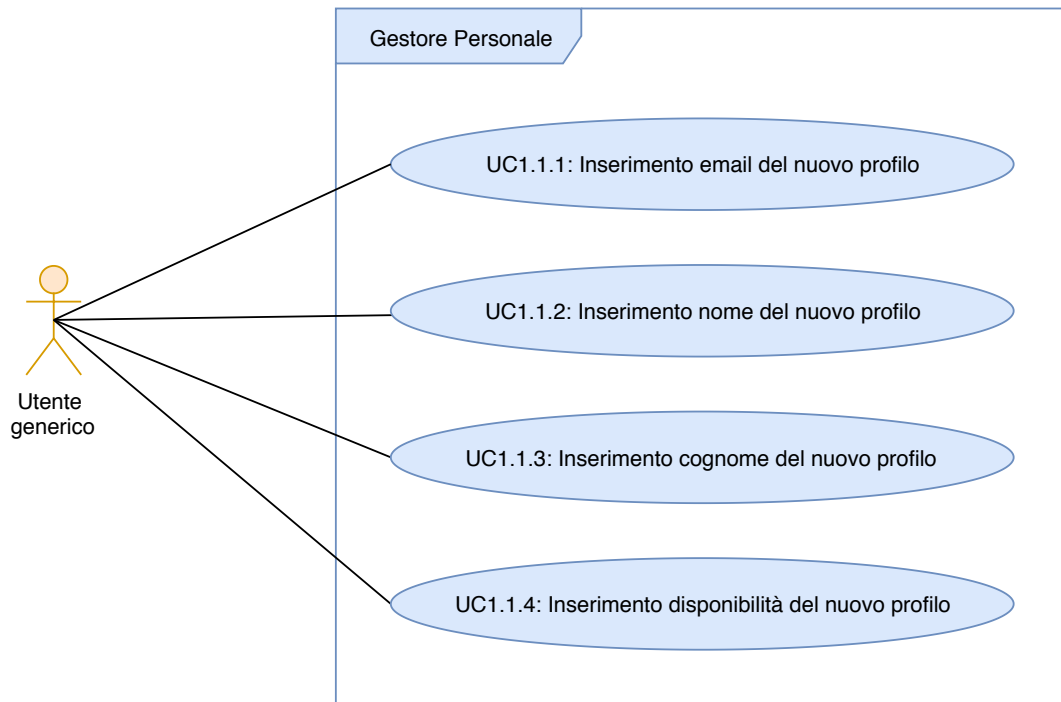 Gestore Personale
UC1.1.1: Inserimento email del nuovo profilo
UC1.1.2: Inserimento nome del nuovo profilo
Utente
generico
UC1.1.3: Inserimento cognome del nuovo profilo
UC1.1.4: Inserimento disponibilità del nuovo profilo